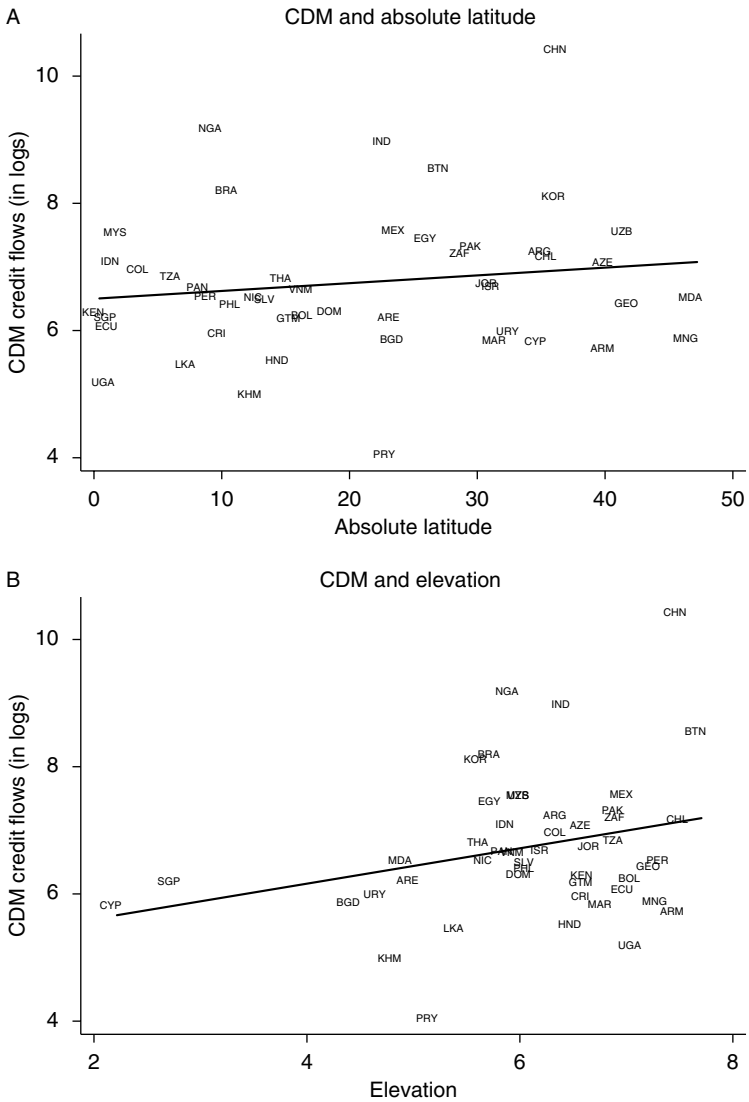 A CDM and absolute latitude
CDM credit flows (in logs)
10
8
6
4
CHN
NGA
IND
BTN
BRA
KOR
MYS
MEX
EGY
UZB
PAK
ZAF
ARG
CHL
IDN
COL
AZE
TZA
THA
JOR
ISR
PAN
PER
VNM
NIC
SLV
PHL
MDA
GEO
KEN
SGP
ECU
GTM
BOL
DOM
ARE
CRI
BGD
URY
MAR
CYP
MNG
ARM
LKA
HND
UGA
KHM
PRY
0 10 20 30 40 50
Absolute latitude
B CDM and elevation
CDM credit flows (in logs)
10
8
6
4
CHN
NGA
IND
BTN
BRA
KOR
EGY
MEX
PAK
ZAF
ARG
CHL
IDN
COL
AZE
TZA
THA
JOR
PAN
VNM
ISR
NIC
SLV
PHL
DOM
MDA
PER
GEO
SGP
ARE
KEN
GTM
BOL
ECU
URY
CRI
CYP
BGD
MAR
MNG
ARM
LKA
HND
UGA
KHM
PRY
2 4 6 8
Elevation